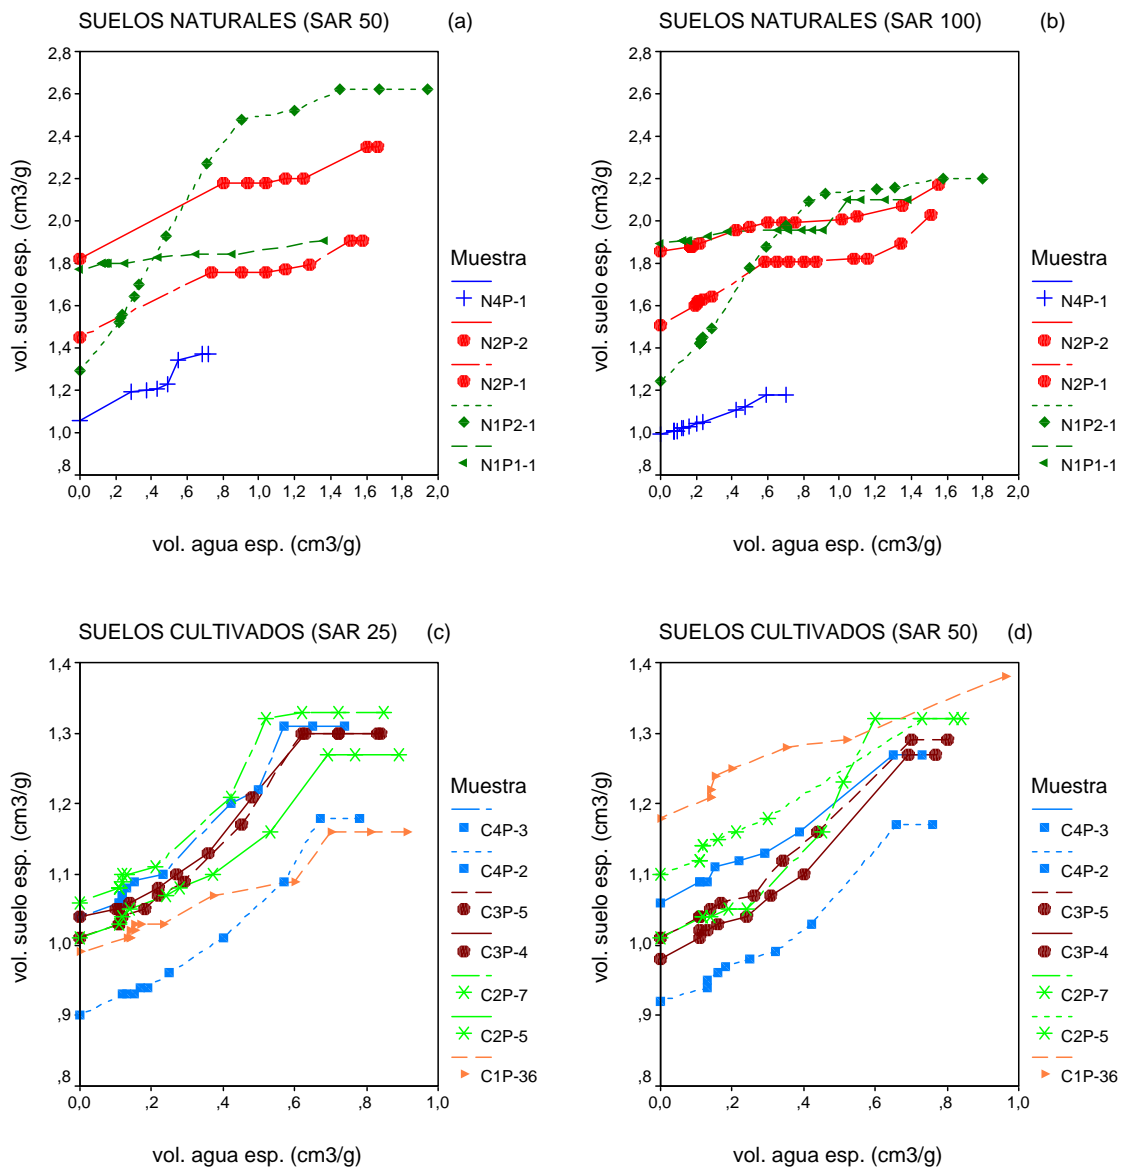 SUELOS NATURALES (SAR 50) (a)
2,8
2,6
2,4
2,2
2,0
1,8
1,6
1,4
1,2
1,0
,8
vol. suelo esp. (cm3/g)
0,0 ,2 ,4 ,6 ,8 1,0 1,2 1,4 1,6 1,8 2,0
vol. agua esp. (cm3/g)
Muestra
N4P-1
N2P-2
N2P-1
N1P2-1
N1P1-1
SUELOS NATURALES (SAR 100) (b)
2,8
2,6
2,4
2,2
2,0
1,8
1,6
1,4
1,2
1,0
,8
vol. suelo esp. (cm3/g)
0,0 ,2 ,4 ,6 ,8 1,0 1,2 1,4 1,6 1,8 2,0
vol. agua esp. (cm3/g)
Muestra
N4P-1
N2P-2
N2P-1
N1P2-1
N1P1-1
SUELOS CULTIVADOS (SAR 25) (c)
1,4
1,3
1,2
1,1
1,0
,9
,8
vol. suelo esp. (cm3/g)
0,0 ,2 ,4 ,6 ,8 1,0
vol. agua esp. (cm3/g)
Muestra
C4P-3
C4P-2
C3P-5
C3P-4
C2P-7
C2P-5
C1P-36
SUELOS CULTIVADOS (SAR 50) (d)
1,4
1,3
1,2
1,1
1,0
,9
,8
vol. suelo esp. (cm3/g)
0,0 ,2 ,4 ,6 ,8 1,0
vol. agua esp. (cm3/g)
Muestra
C4P-3
C4P-2
C3P-5
C3P-4
C2P-7
C2P-5
C1P-36